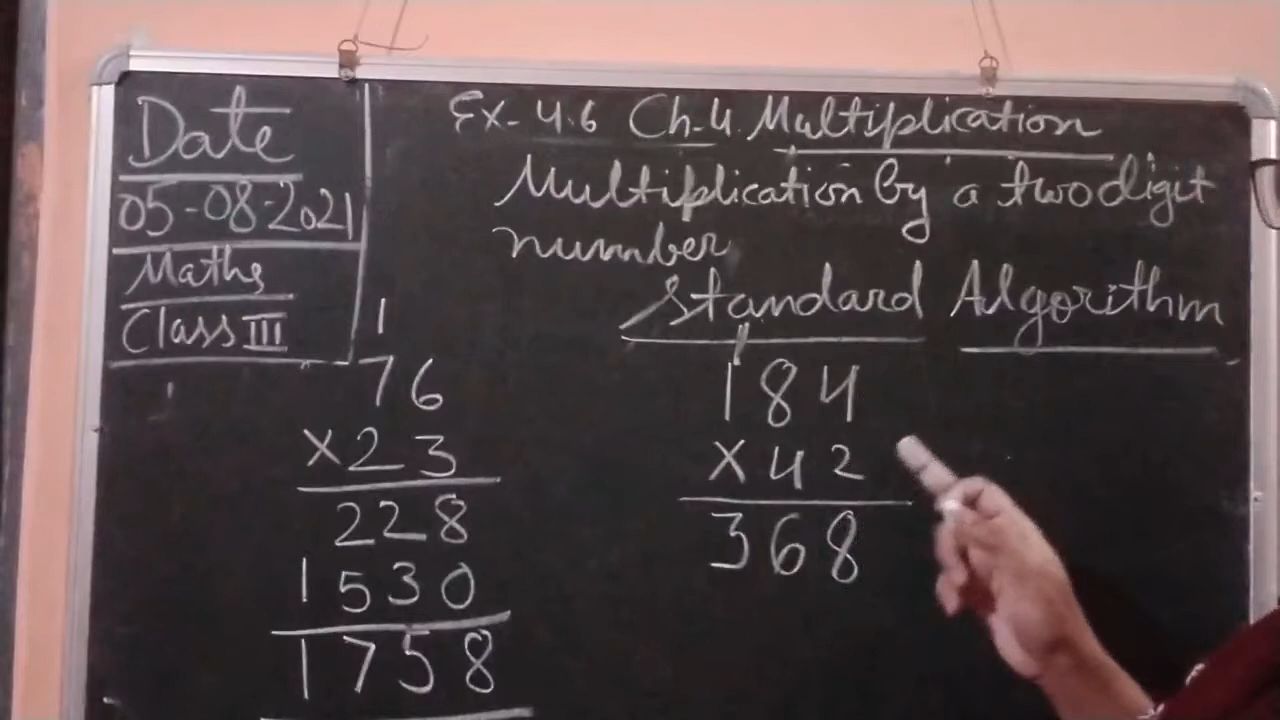 Date
05-08-2021
Maths
Class III
Ex-4.6 Ch-4. Multiplication
Multiplication by a two digit
number
Standard Algorithm
1
76
×23
228
1530
1758
1
184
×42
368